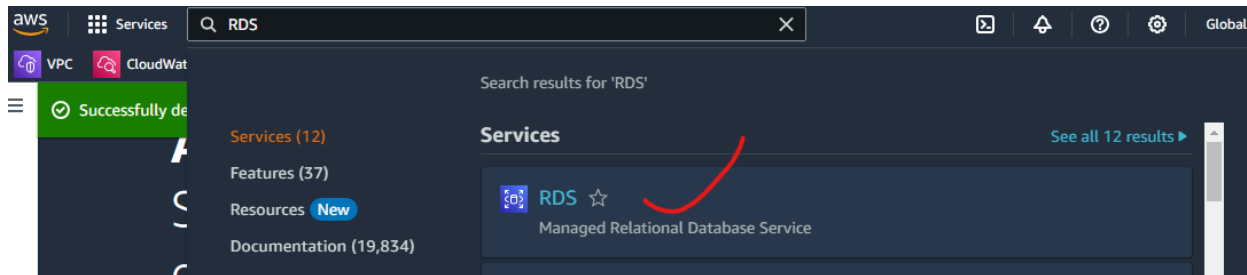 aws
Services
RDS
Global
VPC
CloudWat
Successfully de
Search results for 'RDS'
Services (12)
Features (37)
Resources New
Documentation (19,834)
Services
See all 12 results
RDS
Managed Relational Database Service